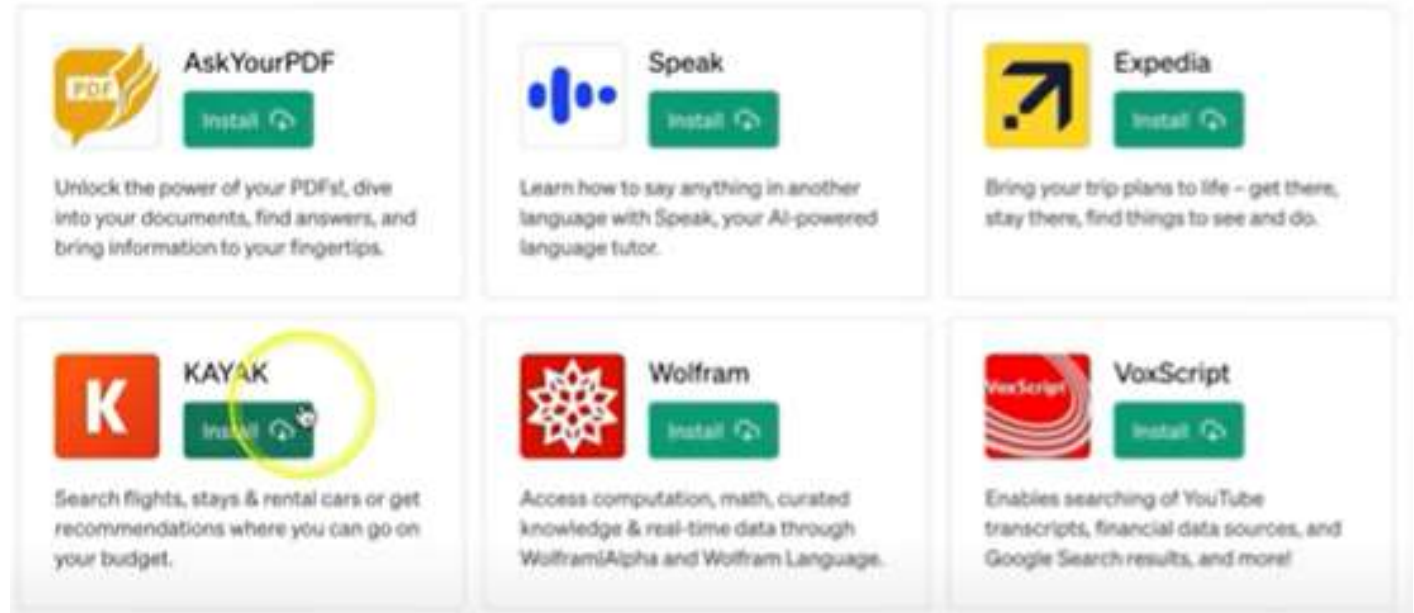 AskYourPDF
PDF
Install
Unlock the power of your PDFs!, dive
into your documents, find answers, and
bring information to your fingertips.
Speak
Install
Learn how to say anything in another
language with Speak, your AI-powered
language tutor.
Expedia
Install
Bring your trip plans to life – get there,
stay there, find things to see and do.
KAYAK
K
Install
Search flights, stays & rental cars or get
recommendations where you can go on
your budget.
Wolfram
Install
Access computation, math, curated
knowledge & real-time data through
Wolfram|Alpha and Wolfram Language.
VoxScript
VoxScript
Install
Enables searching of YouTube
transcripts, financial data sources, and
Google Search results, and more!